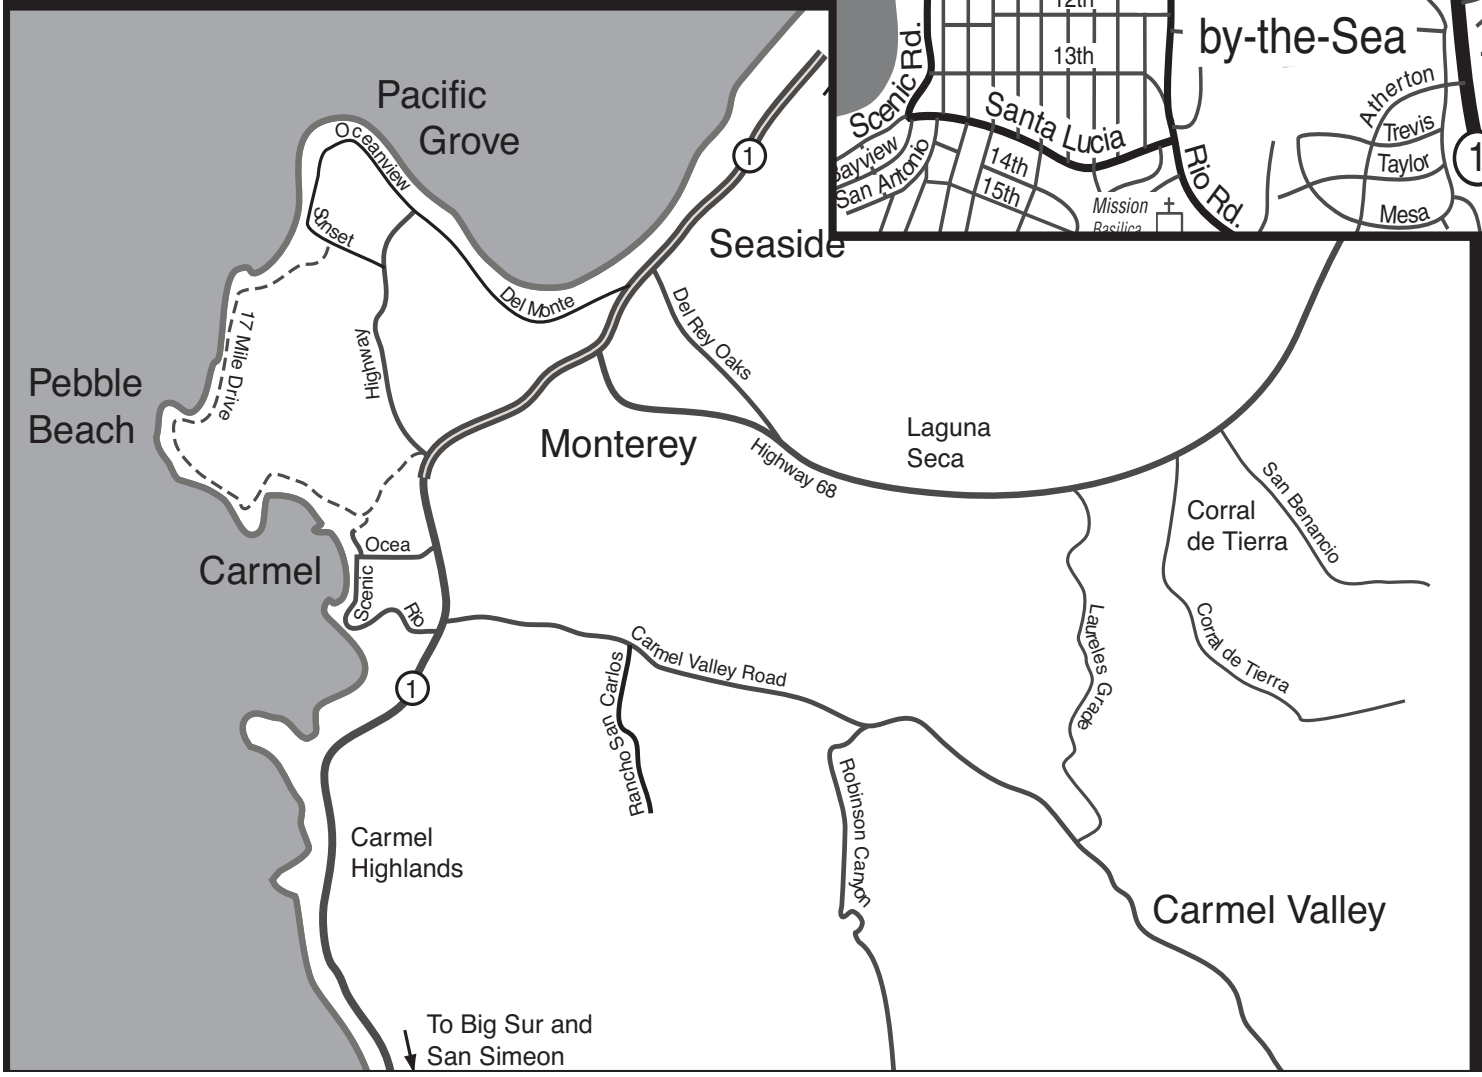 12th
by-the-Sea
13th
Scenic Rd.
Santa Lucia
Atherton
Trevis
Taylor
Mesa
1
Bayview
San Antonio
14th
15th
Rio Rd.
Mission
Basilica
Pacific
Grove
Oceanview
1
Sunset
Seaside
Del Monte
Del Rey Oaks
17 Mile Drive
Highway
Pebble
Beach
Monterey
Highway 68
Laguna
Seca
San Benancio
Corral
de Tierra
Ocea
Carmel
Scenic
Rio
Laureles Grade
Corral de Tierra
Carmel Valley Road
Rancho San Carlos
1
Robinson Canyon
Carmel
Highlands
Carmel Valley
To Big Sur and
San Simeon